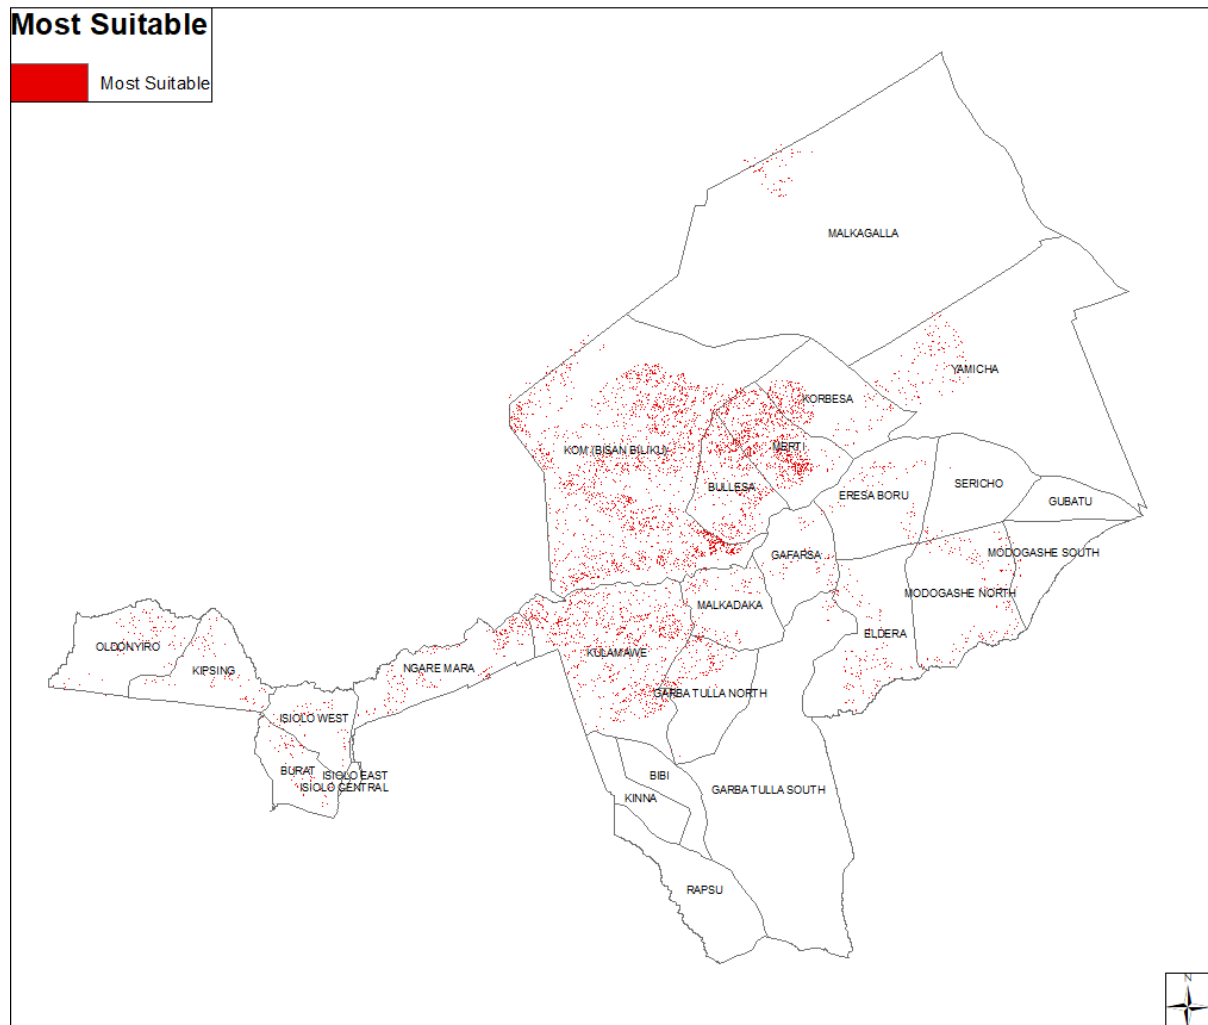 Most Suitable
Most Suitable
MALKAGALLA
YAMICHA
KORBESA
KOM (BISAN BILIKU)
MERTI
BULLESA
ERESA BORU
SERICHO
GUBATU
GAFARSA
MODOGASHE SOUTH
MODOGASHE NORTH
MALKADAKA
ELDERA
OLDONYIRO
KIPSING
NGARE MARA
KULAMAWE
GARBA TULLA NORTH
ISIOLO WEST
BURAT
ISIOLO EAST
ISIOLO CENTRAL
BIBI
KINNA
GARBA TULLA SOUTH
RAPSU
N